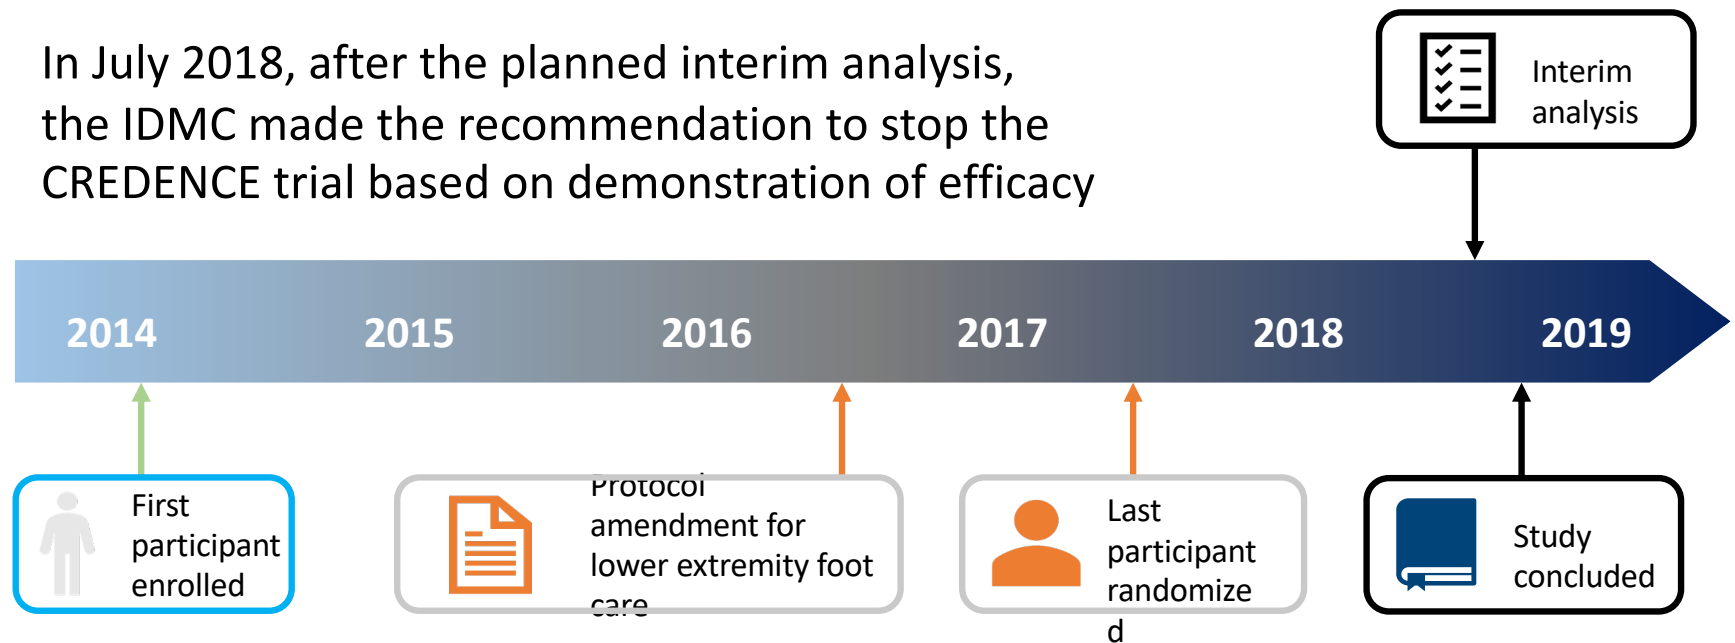 In July 2018, after the planned interim analysis,
the IDMC made the recommendation to stop the
CREDENCE trial based on demonstration of efficacy
Interim
analysis
2014 2015 2016 2017 2018 2019
First
participant
enrolled
Protocol
amendment for
lower extremity foot
care
Last
participant
randomize
d
Study
concluded